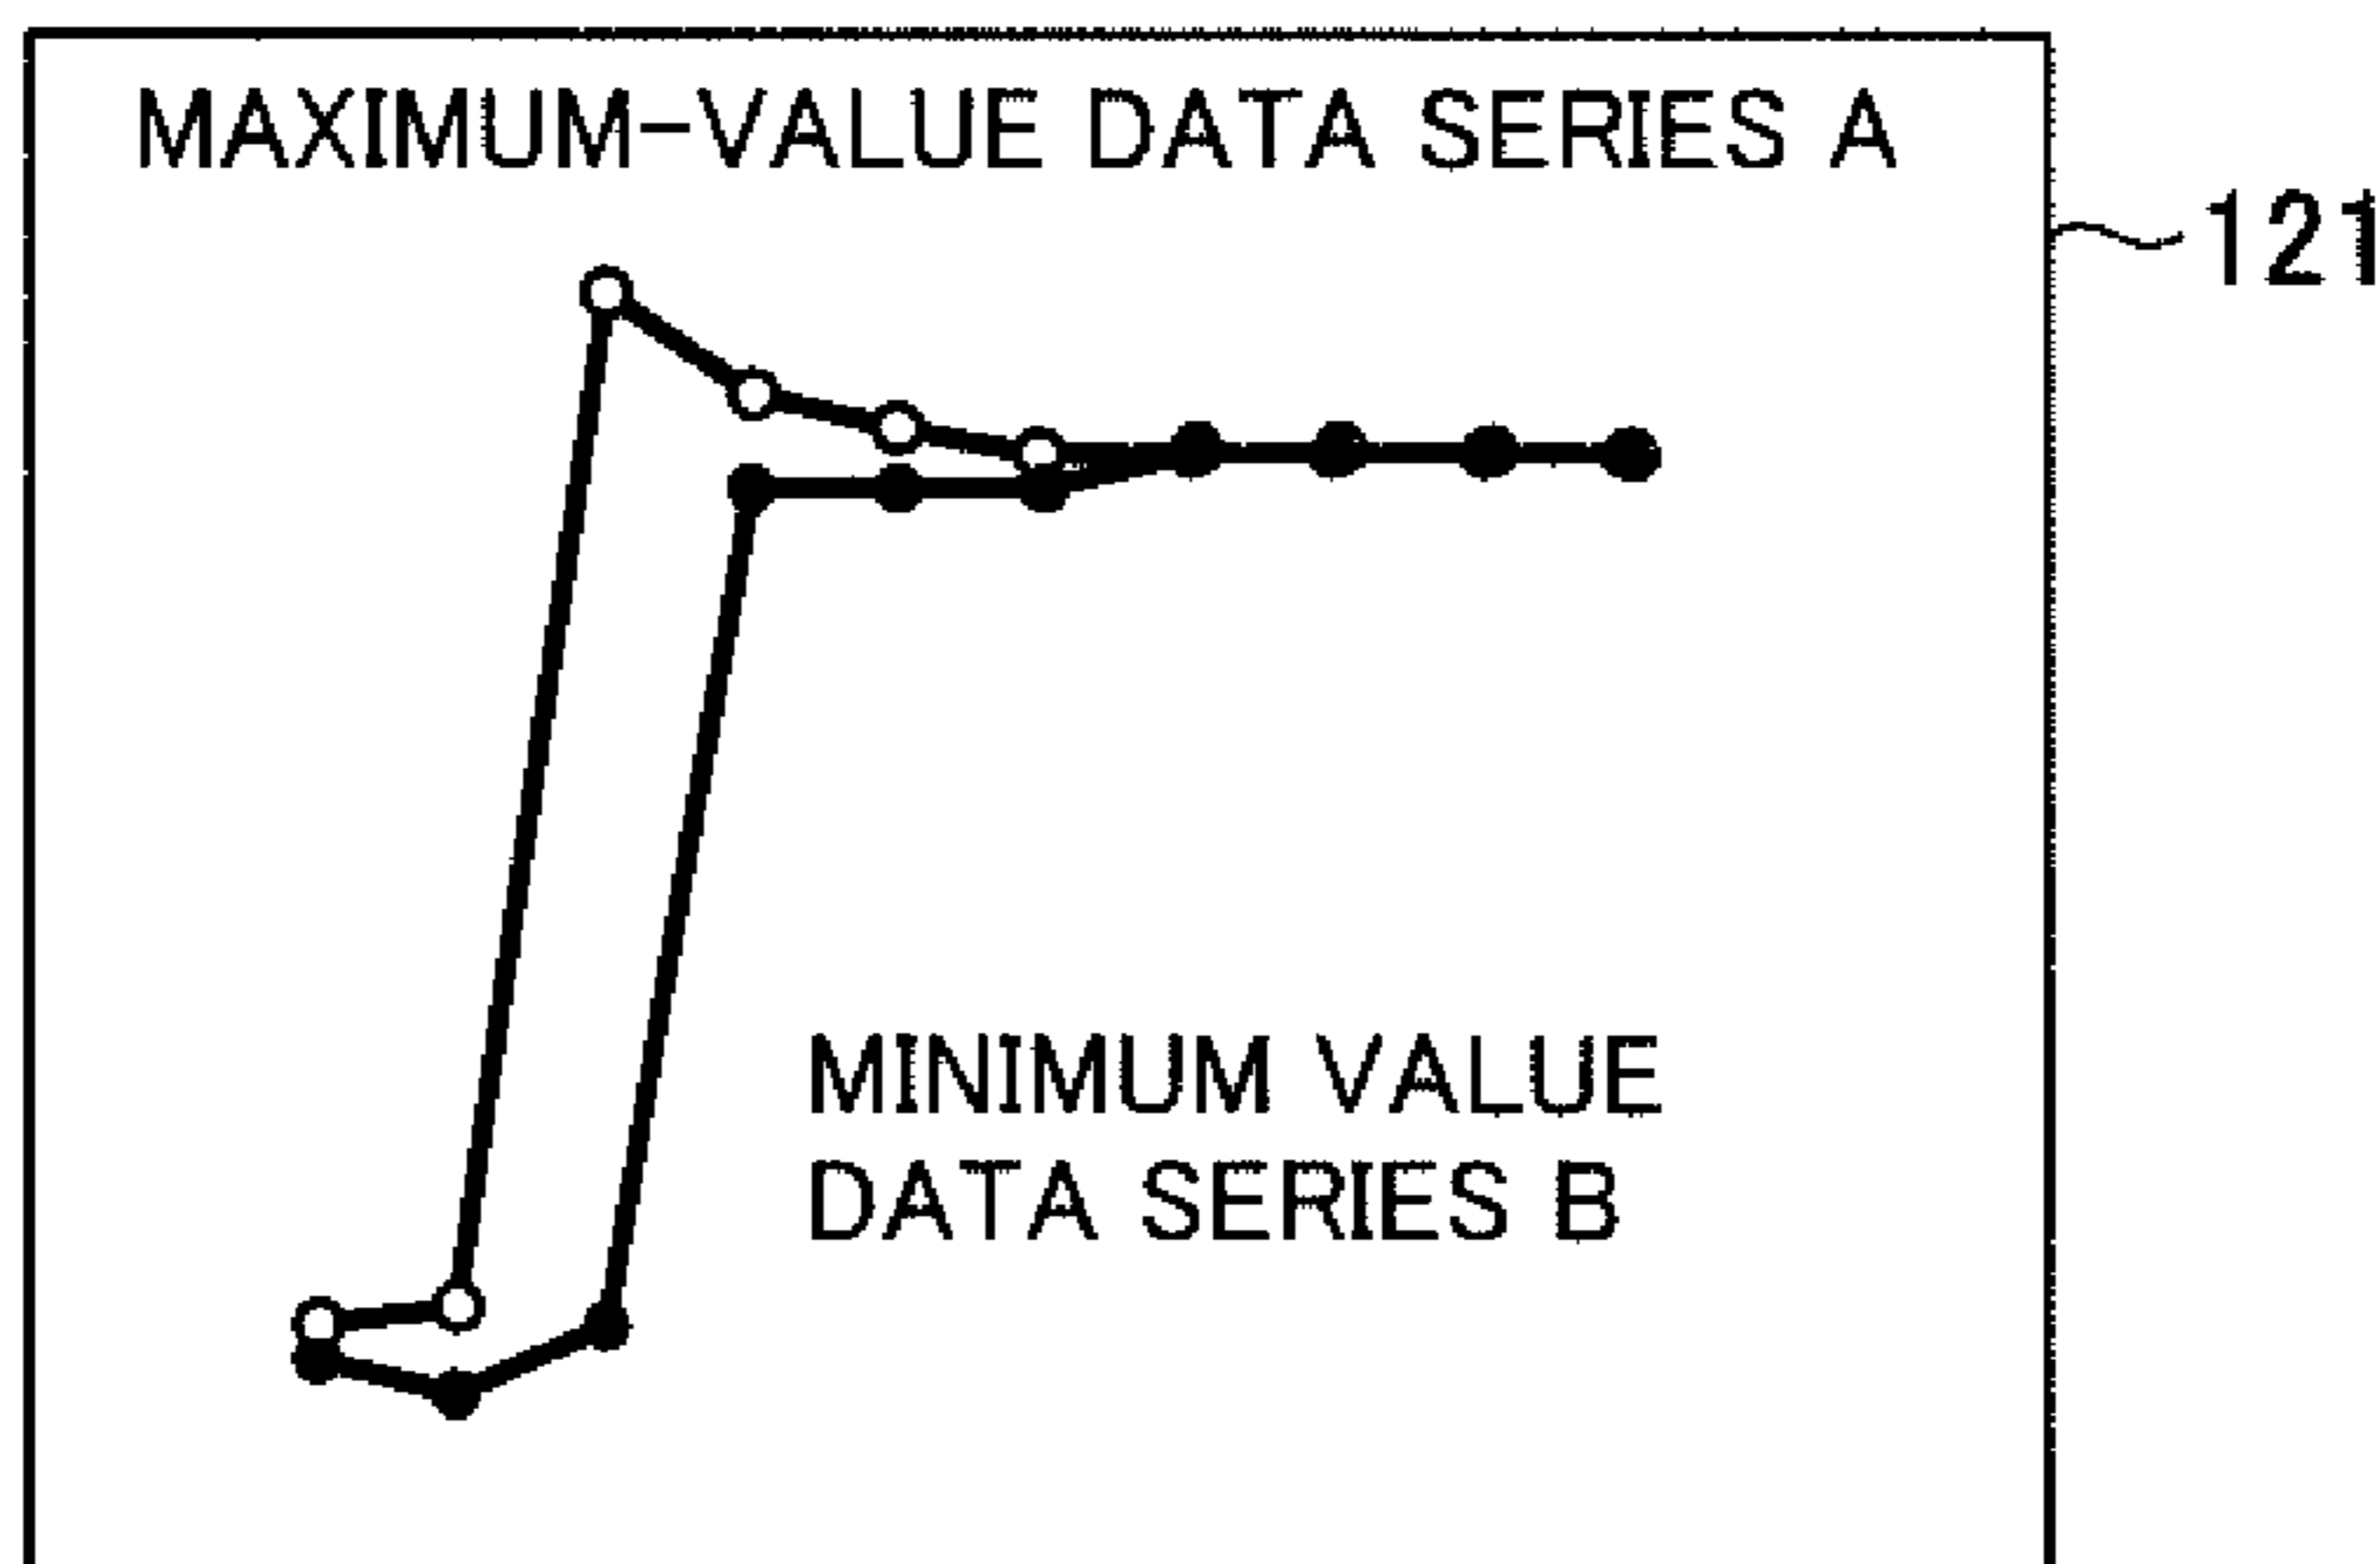 MAXIMUM-VALUE DATA SERIES A
121
MINIMUM VALUE
DATA SERIES B